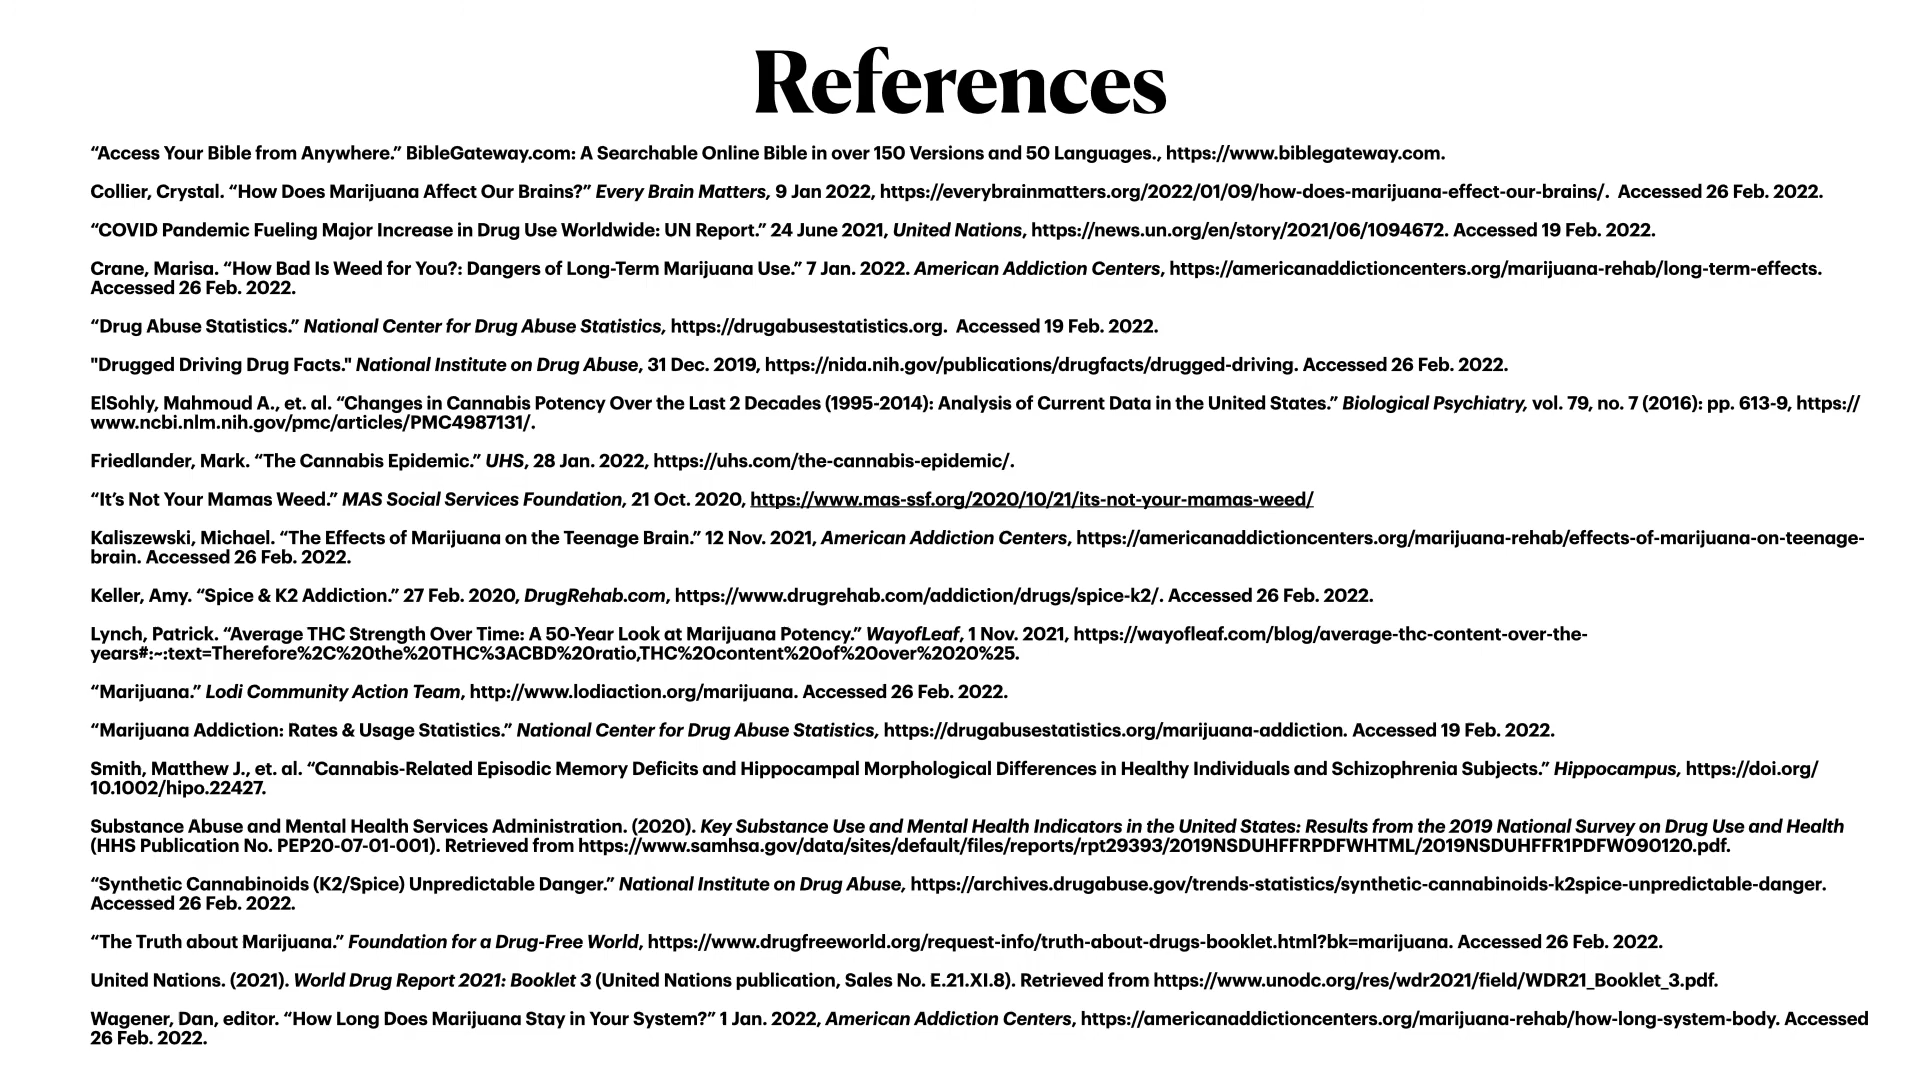 References
“Access Your Bible from Anywhere.” BibleGateway.com: A Searchable Online Bible in over 150 Versions and 50 Languages., https://www.biblegateway.com.
Collier, Crystal. “How Does Marijuana Affect Our Brains?” Every Brain Matters, 9 Jan 2022, https://everybrainmatters.org/2022/01/09/how-does-marijuana-effect-our-brains/.  Accessed 26 Feb. 2022.
“COVID Pandemic Fueling Major Increase in Drug Use Worldwide: UN Report.” 24 June 2021, United Nations, https://news.un.org/en/story/2021/06/1094672. Accessed 19 Feb. 2022.
Crane, Marisa. “How Bad Is Weed for You?: Dangers of Long-Term Marijuana Use.” 7 Jan. 2022. American Addiction Centers, https://americanaddictioncenters.org/marijuana-rehab/long-term-effects.
Accessed 26 Feb. 2022.
“Drug Abuse Statistics.” National Center for Drug Abuse Statistics, https://drugabusestatistics.org.  Accessed 19 Feb. 2022.
"Drugged Driving Drug Facts." National Institute on Drug Abuse, 31 Dec. 2019, https://nida.nih.gov/publications/drugfacts/drugged-driving. Accessed 26 Feb. 2022.
ElSohly, Mahmoud A., et. al. “Changes in Cannabis Potency Over the Last 2 Decades (1995-2014): Analysis of Current Data in the United States.” Biological Psychiatry, vol. 79, no. 7 (2016): pp. 613-9, https://
www.ncbi.nlm.nih.gov/pmc/articles/PMC4987131/.
Friedlander, Mark. “The Cannabis Epidemic.” UHS, 28 Jan. 2022, https://uhs.com/the-cannabis-epidemic/.
“It’s Not Your Mamas Weed.” MAS Social Services Foundation, 21 Oct. 2020, https://www.mas-ssf.org/2020/10/21/its-not-your-mamas-weed/
Kaliszewski, Michael. “The Effects of Marijuana on the Teenage Brain.” 12 Nov. 2021, American Addiction Centers, https://americanaddictioncenters.org/marijuana-rehab/effects-of-marijuana-on-teenage-
brain. Accessed 26 Feb. 2022.
Keller, Amy. “Spice & K2 Addiction.” 27 Feb. 2020, DrugRehab.com, https://www.drugrehab.com/addiction/drugs/spice-k2/. Accessed 26 Feb. 2022.
Lynch, Patrick. “Average THC Strength Over Time: A 50-Year Look at Marijuana Potency.” WayofLeaf, 1 Nov. 2021, https://wayofleaf.com/blog/average-thc-content-over-the-
years#:~:text=Therefore%2C%20the%20THC%3ACBD%20ratio,THC%20content%20of%20over%2020%25.
“Marijuana.” Lodi Community Action Team, http://www.lodiaction.org/marijuana. Accessed 26 Feb. 2022.
“Marijuana Addiction: Rates & Usage Statistics.” National Center for Drug Abuse Statistics, https://drugabusestatistics.org/marijuana-addiction. Accessed 19 Feb. 2022.
Smith, Matthew J., et. al. “Cannabis-Related Episodic Memory Deficits and Hippocampal Morphological Differences in Healthy Individuals and Schizophrenia Subjects.” Hippocampus, https://doi.org/
10.1002/hipo.22427.
Substance Abuse and Mental Health Services Administration. (2020). Key Substance Use and Mental Health Indicators in the United States: Results from the 2019 National Survey on Drug Use and Health
(HHS Publication No. PEP20-07-01-001). Retrieved from https://www.samhsa.gov/data/sites/default/files/reports/rpt29393/2019NSDUHFFRPDFWHTML/2019NSDUHFFR1PDFW090120.pdf.
“Synthetic Cannabinoids (K2/Spice) Unpredictable Danger.” National Institute on Drug Abuse, https://archives.drugabuse.gov/trends-statistics/synthetic-cannabinoids-k2spice-unpredictable-danger.
Accessed 26 Feb. 2022.
“The Truth about Marijuana.” Foundation for a Drug-Free World, https://www.drugfreeworld.org/request-info/truth-about-drugs-booklet.html?bk=marijuana. Accessed 26 Feb. 2022.
United Nations. (2021). World Drug Report 2021: Booklet 3 (United Nations publication, Sales No. E.21.XI.8). Retrieved from https://www.unodc.org/res/wdr2021/field/WDR21_Booklet_3.pdf.
Wagener, Dan, editor. “How Long Does Marijuana Stay in Your System?” 1 Jan. 2022, American Addiction Centers, https://americanaddictioncenters.org/marijuana-rehab/how-long-system-body. Accessed
26 Feb. 2022.